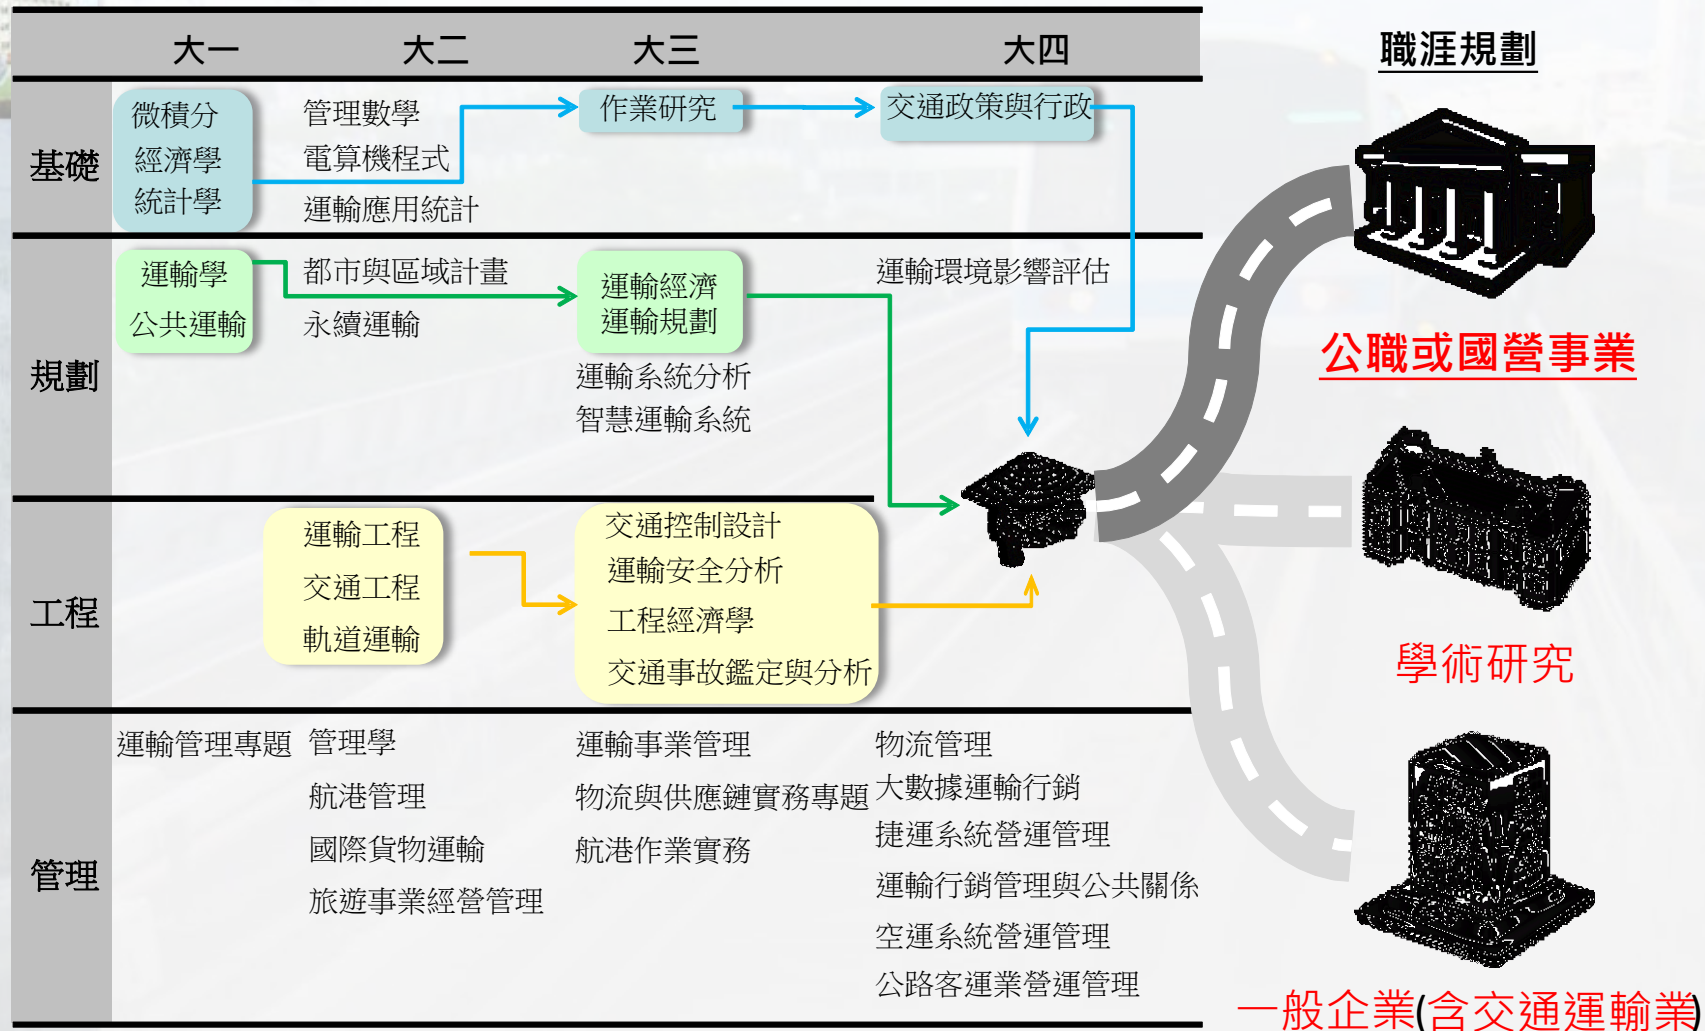 大一 大二 大三 大四 職涯規劃
基礎
微積分
經濟學
統計學
管理數學
電算機程式
運輸應用統計
作業研究
交通政策與行政
規劃
運輸學
公共運輸
都市與區域計畫
永續運輸
運輸經濟
運輸規劃
運輸系統分析
智慧運輸系統
運輸環境影響評估
工程
運輸工程
交通工程
軌道運輸
交通控制設計
運輸安全分析
工程經濟學
交通事故鑑定與分析
管理
運輸管理專題
管理學
航港管理
國際貨物運輸
旅遊事業經營管理
運輸事業管理
物流與供應鏈實務專題
航港作業實務
物流管理
大數據運輸行銷
捷運系統營運管理
運輸行銷管理與公共關係
空運系統營運管理
公路客運業營運管理
公職或國營事業
學術研究
一般企業(含交通運輸業)